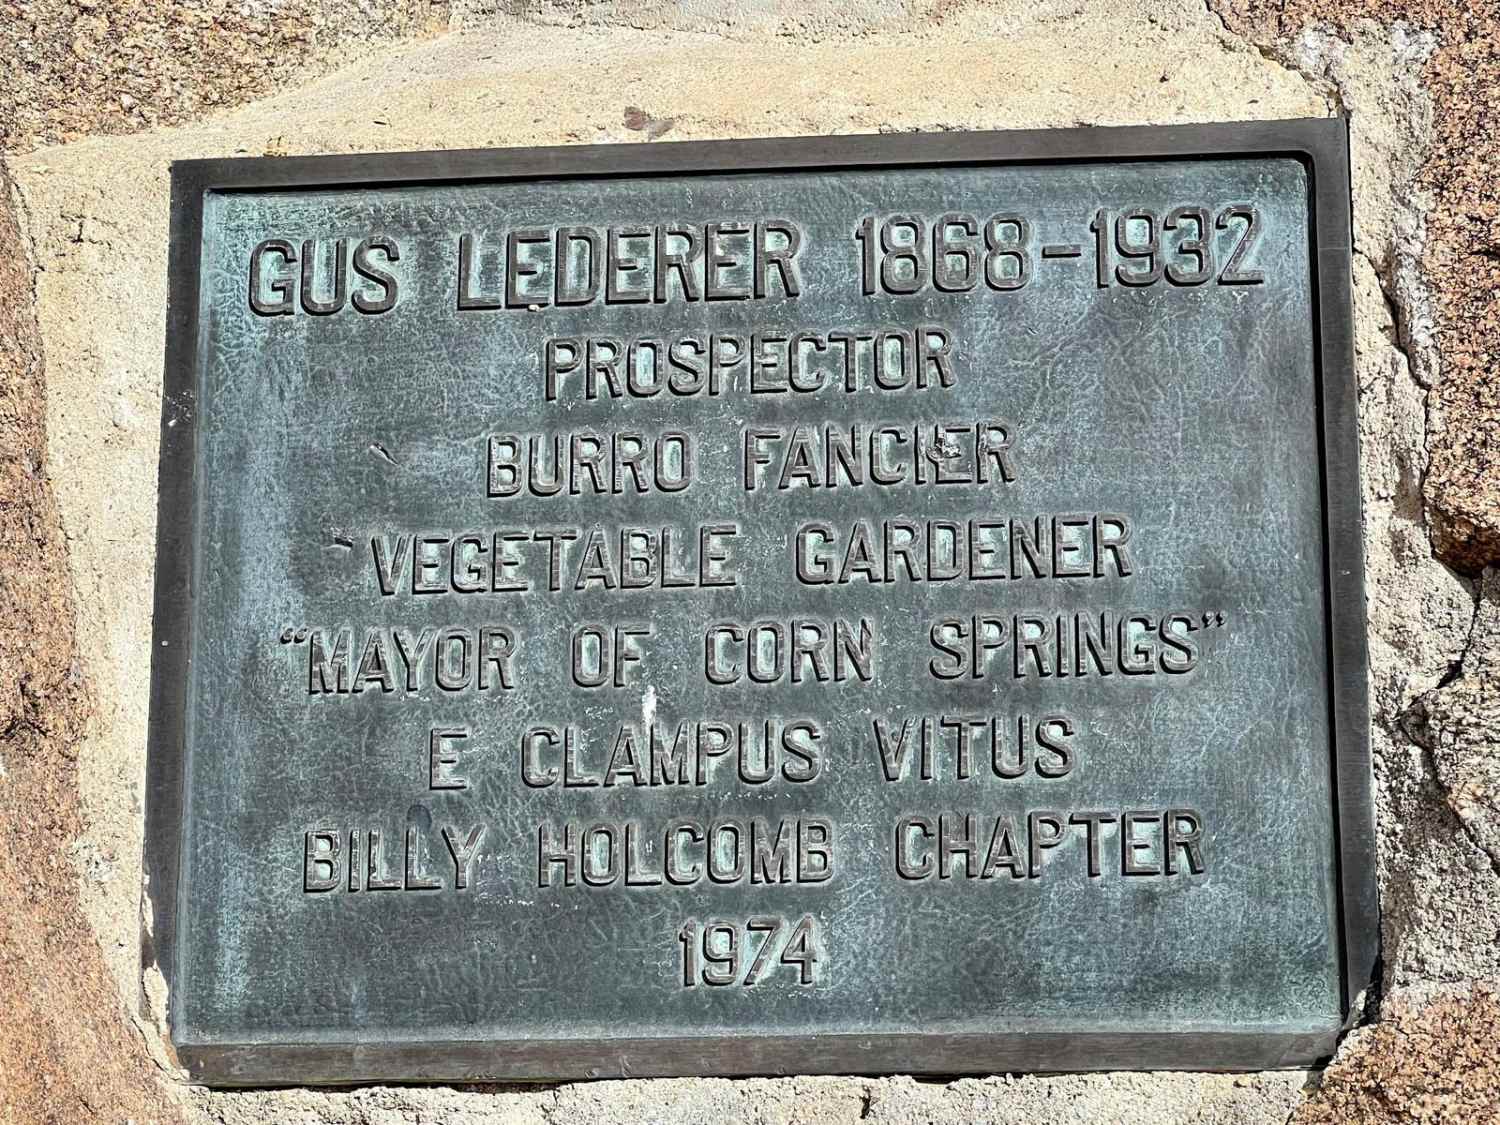 GUS LEDERER 1868-1932
PROSPECTOR
BURRO FANCIER
VEGETABLE GARDENER
“MAYOR OF CORN SPRINGS”
E CLAMPUS VITUS
BILLY HOLCOMB CHAPTER
1974